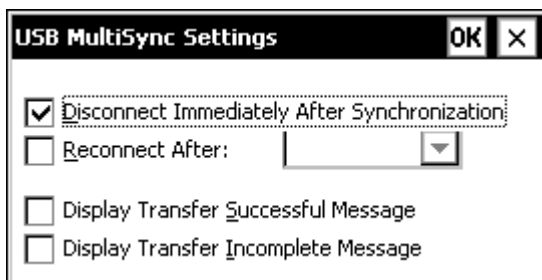 USB MultiSync Settings OK ×
Disconnect Immediately After Synchronization
Reconnect After:
Display Transfer Successful Message
Display Transfer Incomplete Message